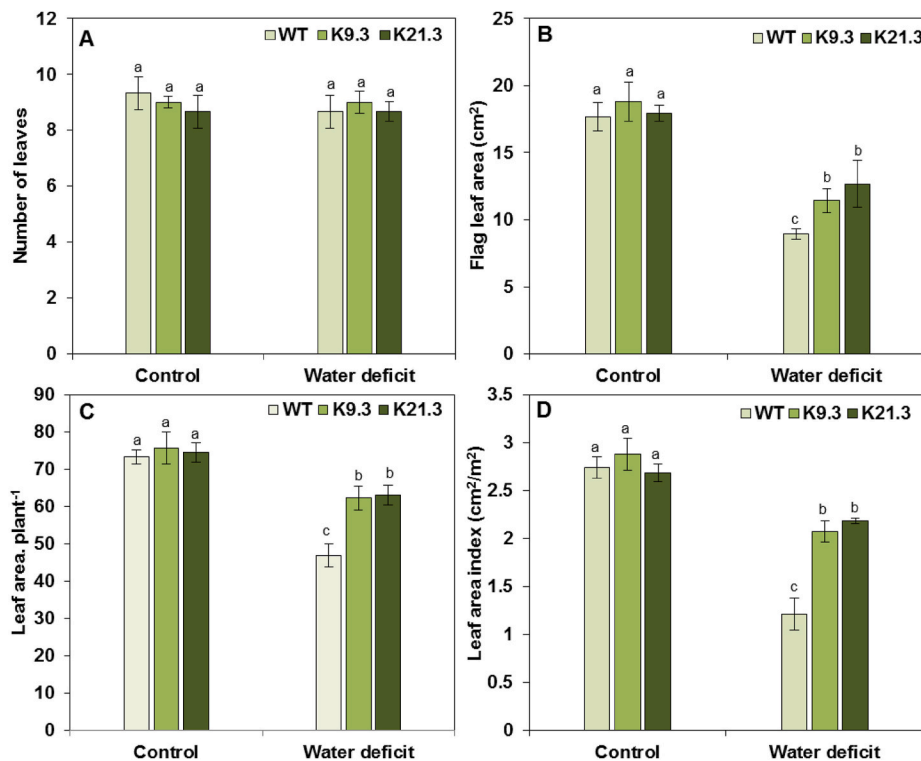 A
WT K9.3 K21.3
Number of leaves
12
10
8
6
4
2
0
a a a a a a
Control Water deficit
B
WT K9.3 K21.3
Flag leaf area (cm²)
25
20
15
10
5
0
a a a c b b
Control Water deficit
C
WT K9.3 K21.3
Leaf area. plant⁻¹
90
80
70
60
50
40
30
20
10
0
a a a c b b
Control Water deficit
D
WT K9.3 K21.3
Leaf area index (cm²/m²)
3.5
3
2.5
2
1.5
1
0.5
0
a a a c b b
Control Water deficit